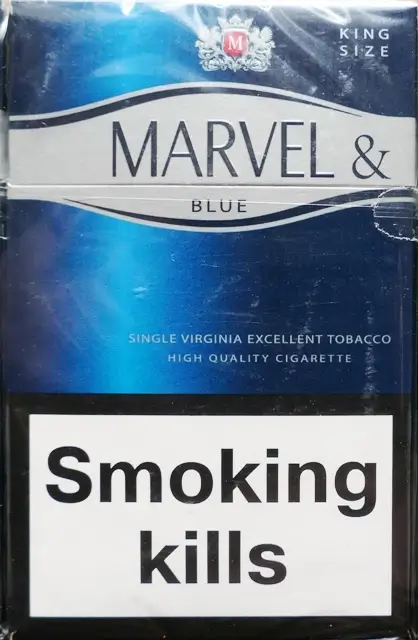 M
KING
SIZE
MARVEL &
BLUE
SINGLE VIRGINIA EXCELLENT TOBACCO
HIGH QUALITY CIGARETTE
Smoking
kills